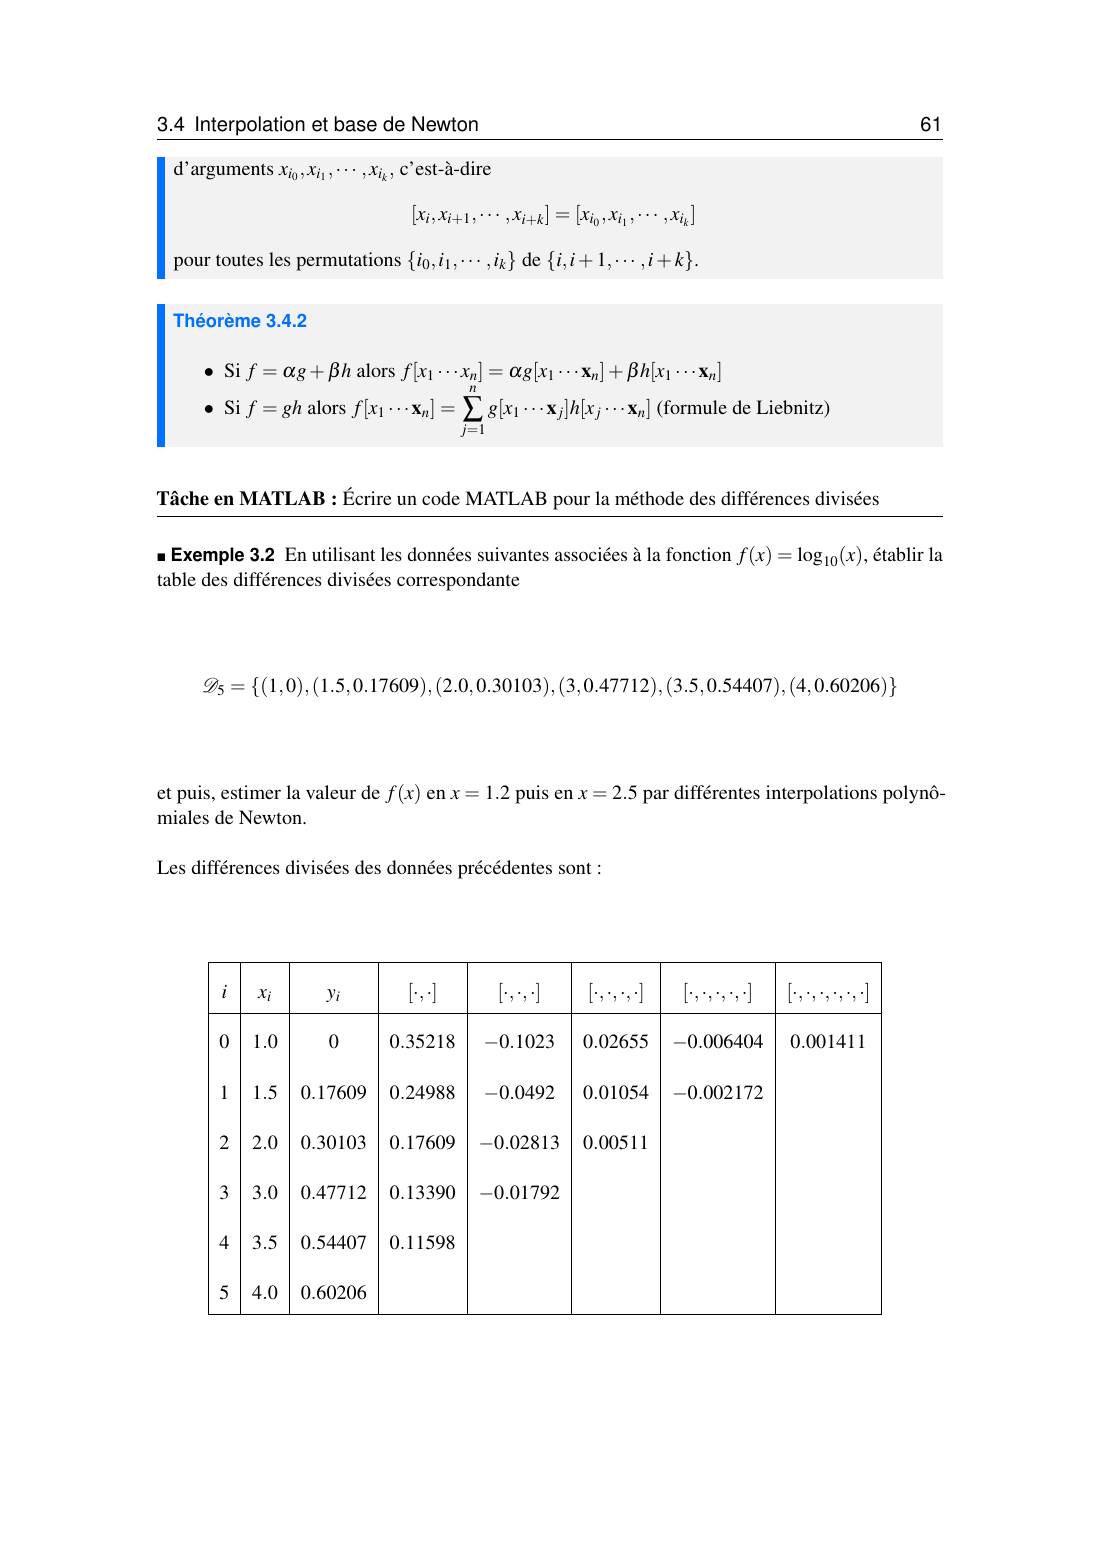 3.4 Interpolation et base de Newton 61
d'arguments x_{i_0}, x_{i_1}, ⋯ , x_{i_k}, c'est-à-dire
[x_i, x_{i+1}, ⋯ , x_{i+k}] = [x_{i_0}, x_{i_1}, ⋯ , x_{i_k}]
pour toutes les permutations {i_0, i_1, ⋯ , i_k} de {i, i+1, ⋯ , i+k}.
Théorème 3.4.2
• Si f = αg + βh alors f[x_1 ⋯ x_n] = αg[x_1 ⋯ 𝐱_n] + βh[x_1 ⋯ 𝐱_n]
• Si f = gh alors f[x_1 ⋯ 𝐱_n] = ∑_{j=1}^{n} g[x_1 ⋯ 𝐱_j]h[x_j ⋯ 𝐱_n] (formule de Liebnitz)
Tâche en MATLAB : Écrire un code MATLAB pour la méthode des différences divisées
■ Exemple 3.2 En utilisant les données suivantes associées à la fonction f(x) = log_{10}(x), établir la
table des différences divisées correspondante
𝒟_5 = {(1,0),(1.5,0.17609),(2.0,0.30103),(3,0.47712),(3.5,0.54407),(4,0.60206)}
et puis, estimer la valeur de f(x) en x = 1.2 puis en x = 2.5 par différentes interpolations polynô-
miales de Newton.
Les différences divisées des données précédentes sont :
i x_i y_i [·,·] [·,·,·] [·,·,·,·] [·,·,·,·,·] [·,·,·,·,·,·]
0 1.0 0 0.35218 −0.1023 0.02655 −0.006404 0.001411
1 1.5 0.17609 0.24988 −0.0492 0.01054 −0.002172
2 2.0 0.30103 0.17609 −0.02813 0.00511
3 3.0 0.47712 0.13390 −0.01792
4 3.5 0.54407 0.11598
5 4.0 0.60206